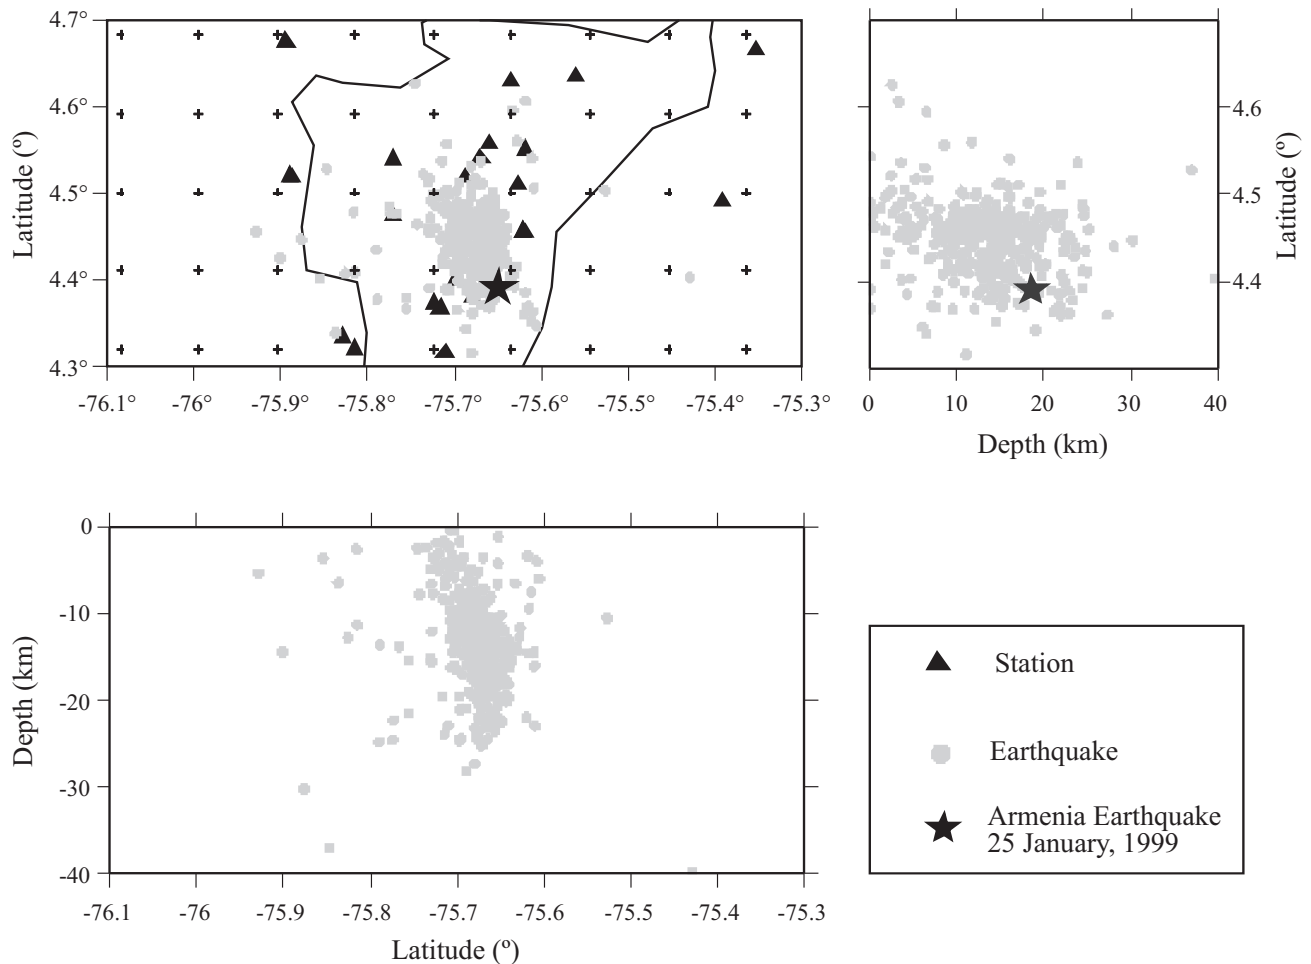 4.7°
4.6°
4.5°
4.4°
4.3°
Latitude (º)
-76.1° -76° -75.9° -75.8° -75.7° -75.6° -75.5° -75.4° -75.3°
4.6
4.5
4.4
Latitude (º)
0 10 20 30 40
Depth (km)
0
-10
-20
-30
-40
Depth (km)
-76.1 -76 -75.9 -75.8 -75.7 -75.6 -75.5 -75.4 -75.3
Latitude (º)
Station
Earthquake
Armenia Earthquake
25 January, 1999